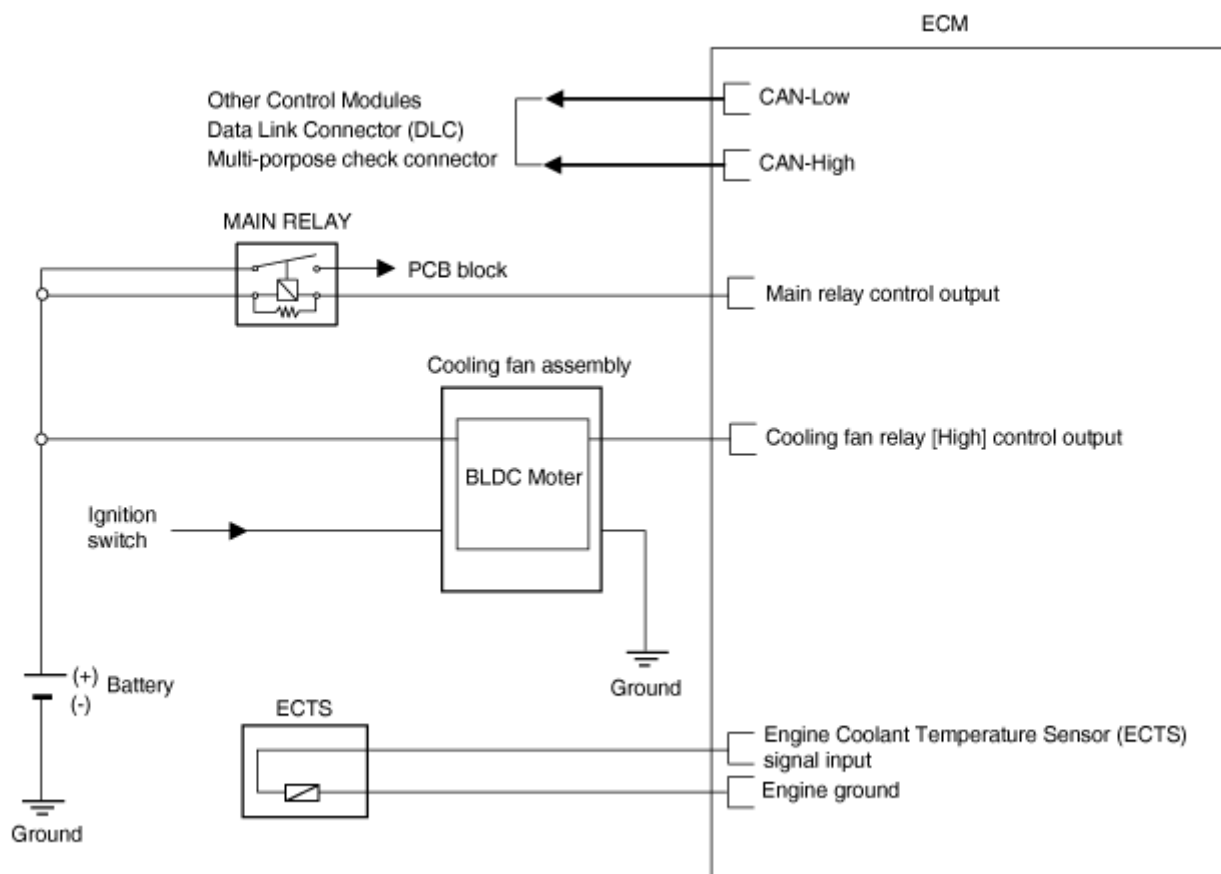 ECM
Other Control Modules
Data Link Connector (DLC)
Multi-porpose check connector
CAN-Low
CAN-High
MAIN RELAY
PCB block
Main relay control output
Cooling fan assembly
BLDC Moter
Cooling fan relay [High] control output
Ignition
switch
Ground
(+)
(-)
Battery
Ground
ECTS
Engine Coolant Temperature Sensor (ECTS)
signal input
Engine ground